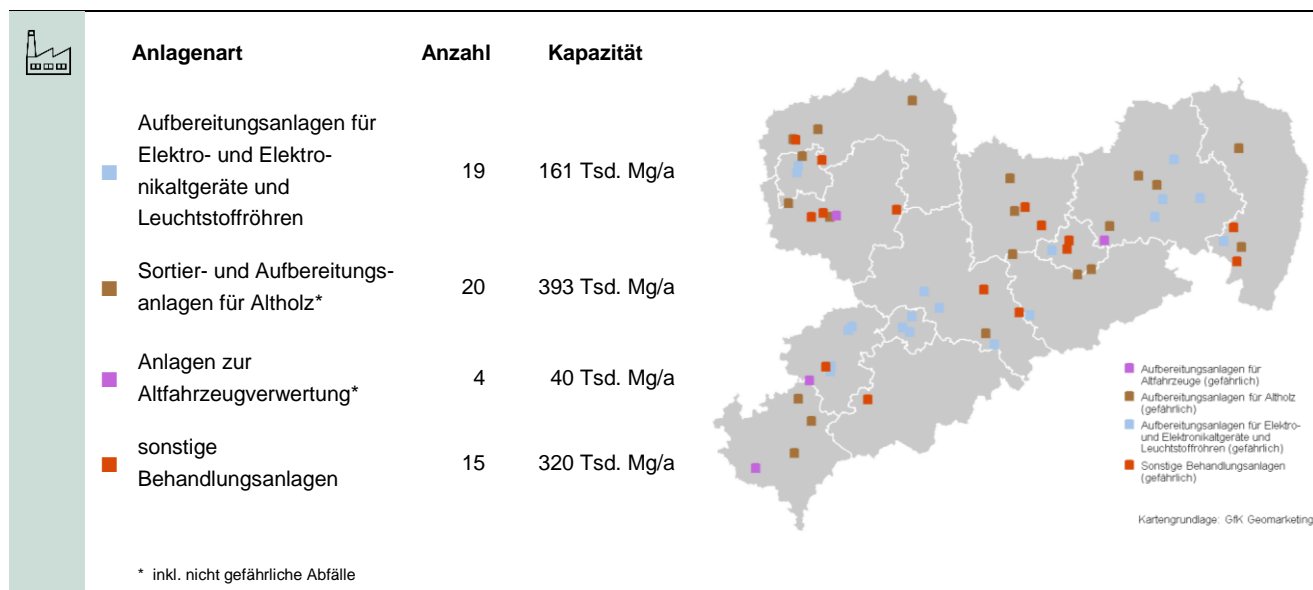 Anlagenart Anzahl Kapazität
Aufbereitungsanlagen für
Elektro- und Elektro-
nikaltgeräte und
Leuchtstoffröhren
19 161 Tsd. Mg/a
Sortier- und Aufbereitungs-
anlagen für Altholz*
20 393 Tsd. Mg/a
Anlagen zur
Altfahrzeugverwertung*
4 40 Tsd. Mg/a
sonstige
Behandlungsanlagen
15 320 Tsd. Mg/a
* inkl. nicht gefährliche Abfälle
Aufbereitungsanlagen für
Altfahrzeuge (gefährlich)
Aufbereitungsanlagen für Altholz
(gefährlich)
Aufbereitungsanlagen für Elektro-
und Elektronikaltgeräte und
Leuchtstoffröhren (gefährlich)
Sonstige Behandlungsanlagen
(gefährlich)
Kartengrundlage: GfK Geomarketing